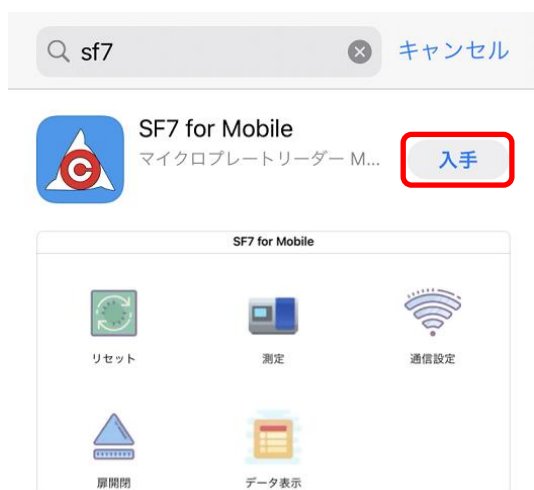 sf7
キャンセル
SF7 for Mobile
マイクロプレートリーダー M...
入手
C
SF7 for Mobile
リセット
測定
通信設定
扉開閉
データ表示